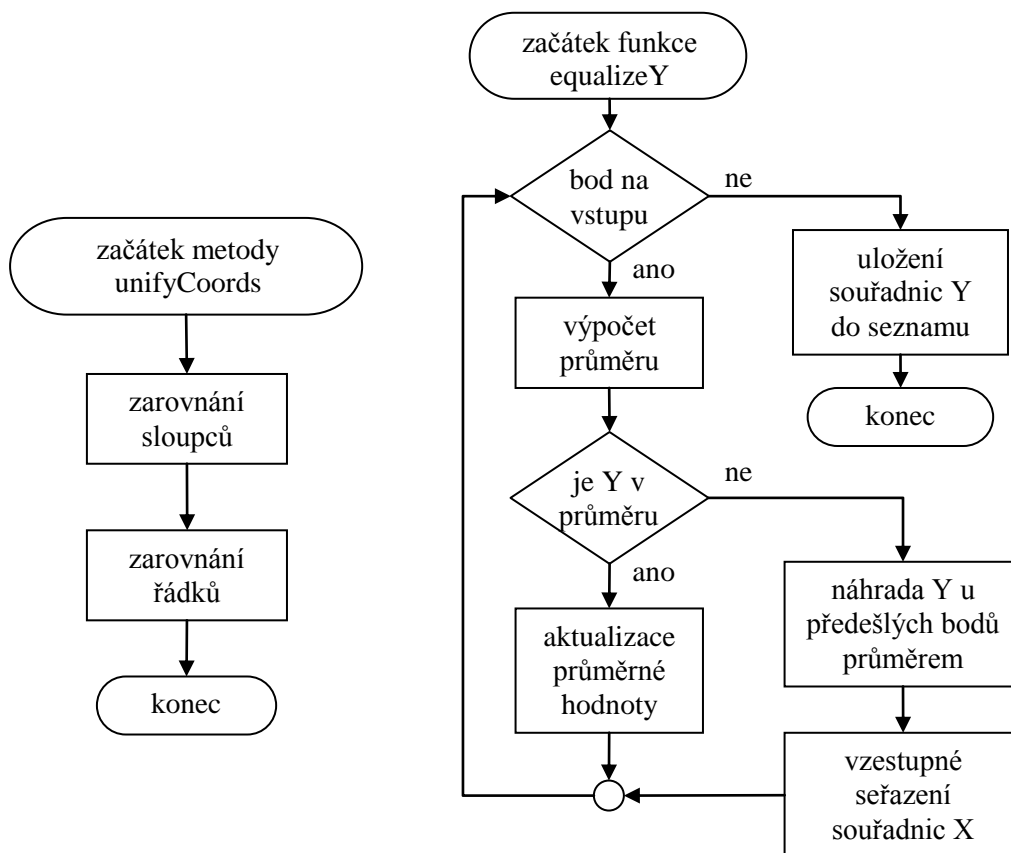 začátek metody
unifyCoords
zarovnání
sloupců
zarovnání
řádků
konec
začátek funkce
equalizeY
bod na
vstupu
ne
ano
uložení
souřadnic Y
do seznamu
konec
výpočet
průměru
je Y v
průměru
ne
ano
aktualizace
průměrné
hodnoty
náhrada Y u
předešlých bodů
průměrem
vzestupné
seřazení
souřadnic X